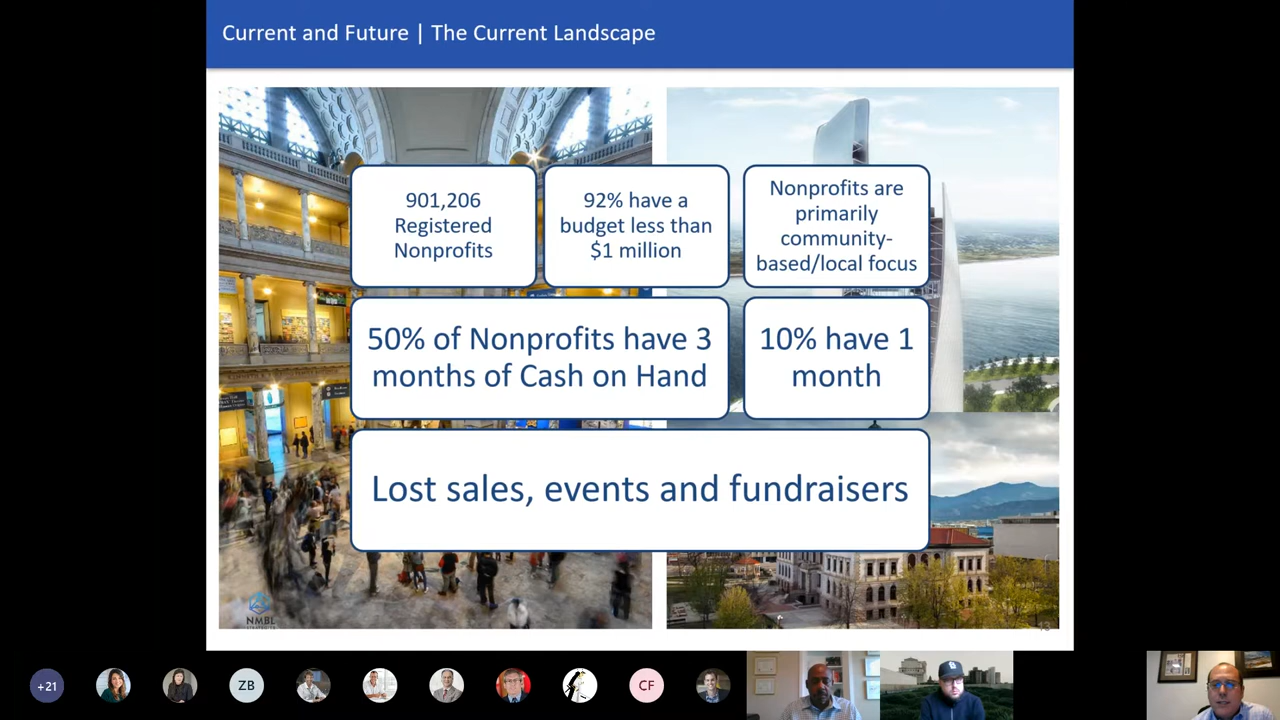 Current and Future | The Current Landscape
901,206
Registered
Nonprofits
92% have a
budget less than
$1 million
Nonprofits are
primarily
community-
based/local focus
50% of Nonprofits have 3
months of Cash on Hand
10% have 1
month
Lost sales, events and fundraisers
NMBL
+21
ZB
CF